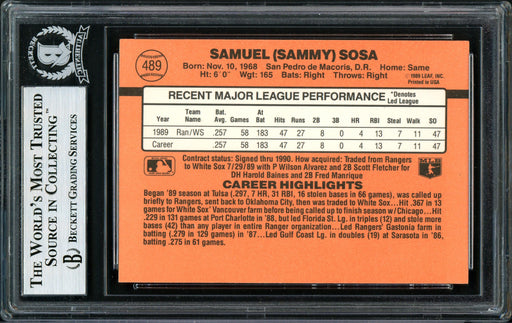 BECKETT
AUTHENTIC
THE WORLD'S MOST TRUSTED
SOURCE IN COLLECTING™
BECKETT GRADING SERVICES
489
SAMUEL (SAMMY) SOSA
Born: Nov. 10, 1968 San Pedro de Macoris, D.R. Home: Same
Ht: 6'0" Wgt: 165 Bats: Right Throws: Right
© 1989 LEAF, INC.
Printed in USA
RECENT MAJOR LEAGUE PERFORMANCE *Denotes Led League
Year Team Name Bat. Avg. Games At Bat Hits Runs 2B 3B HR RBI Steal Walk SO
1989 Ran/WS .257 58 183 47 27 8 0 4 13 7 11 47
Career .257 58 183 47 27 8 0 4 13 7 11 47
Contract status: Signed thru 1990. How acquired: Traded from Rangers
to White Sox 7/29/89 with P Wilson Alvarez and 2B Scott Fletcher for
DH Harold Baines and 2B Fred Manrique
CAREER HIGHLIGHTS
Began '89 season at Tulsa (.297, 7 HR, 31 RBI, 16 stolen bases in 66 games), was called up
briefly to Rangers, sent back to Oklahoma City, then was traded to White Sox...Hit .367 in 13
games for White Sox' Vancouver farm before being called up to finish season w/Chicago...Hit
.229 in 131 games at Port Charlotte in '88, but led Florida St. Lg. in triples (12) and stole more
bases (42) than any player in entire Ranger organization...Led Rangers' Gastonia farm in
batting (.279 in 129 games) in '87...Led Gulf Coast Lg. in doubles (19) at Sarasota in '86,
batting .275 in 61 games.